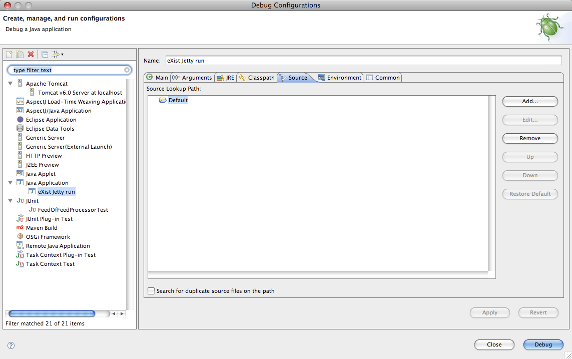 Debug Configurations
Create, manage, and run configurations
Debug a Java application
type filter text
Apache Tomcat
Tomcat v6.0 Server at localhost
AspectJ Load-Time Weaving Applicatio
AspectJ/Java Application
Eclipse Application
Eclipse Data Tools
Generic Server
Generic Server(External Launch)
HTTP Preview
J2EE Preview
Java Applet
Java Application
eXist Jetty run
JUnit
FeedOfFeedProcessorTest
JUnit Plug-in Test
Maven Build
OSGi Framework
Remote Java Application
Task Context Plug-in Test
Task Context Test
Filter matched 21 of 21 items
Name: eXist Jetty run
Main Arguments JRE Classpath Source Environment Common
Source Lookup Path:
Default
Add...
Edit...
Remove
Up
Down
Restore Default
Search for duplicate source files on the path
Apply Revert
Close Debug